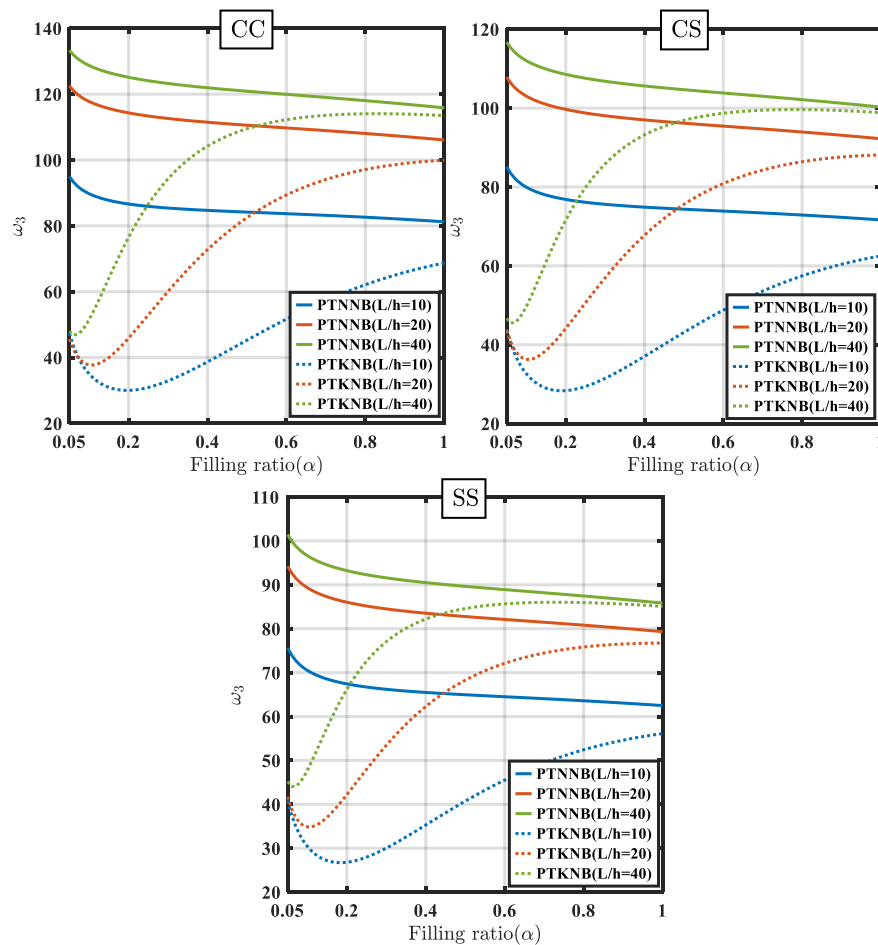 CC
140
120
100
80
60
40
20
ω3
0.05 0.2 0.4 0.6 0.8 1
Filling ratio(α)
PTNNB(L/h=10)
PTNNB(L/h=20)
PTNNB(L/h=40)
PTKNB(L/h=10)
PTKNB(L/h=20)
PTKNB(L/h=40)
CS
120
100
80
60
40
20
ω3
0.05 0.2 0.4 0.6 0.8 1
Filling ratio(α)
PTNNB(L/h=10)
PTNNB(L/h=20)
PTNNB(L/h=40)
PTKNB(L/h=10)
PTKNB(L/h=20)
PTKNB(L/h=40)
SS
110
100
90
80
70
60
50
40
30
20
ω3
0.05 0.2 0.4 0.6 0.8 1
Filling ratio(α)
PTNNB(L/h=10)
PTNNB(L/h=20)
PTNNB(L/h=40)
PTKNB(L/h=10)
PTKNB(L/h=20)
PTKNB(L/h=40)